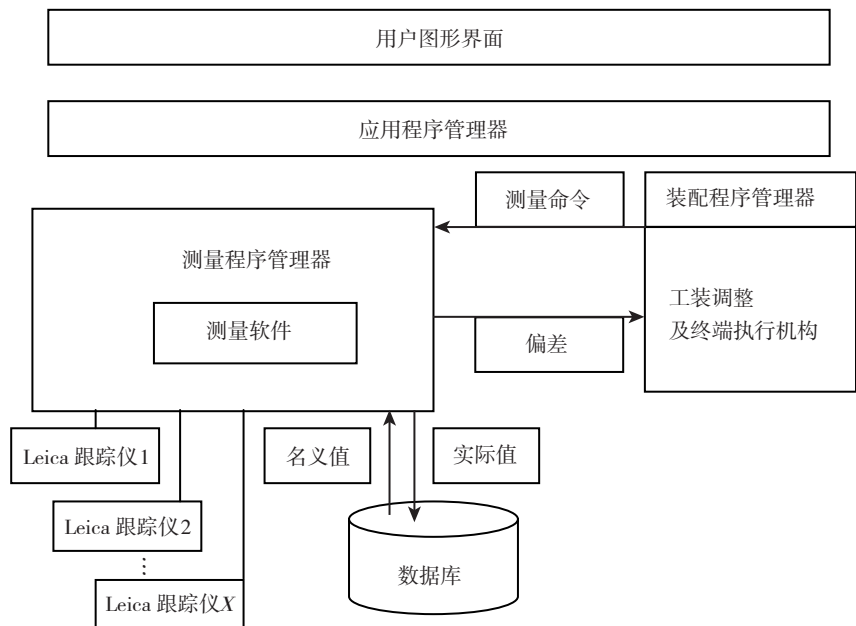 用户图形界面
应用程序管理器
测量命令
装配程序管理器
测量程序管理器
测量软件
工装调整
及终端执行机构
偏差
Leica 跟踪仪1
名义值
实际值
Leica 跟踪仪2
⋮
数据库
Leica 跟踪仪X